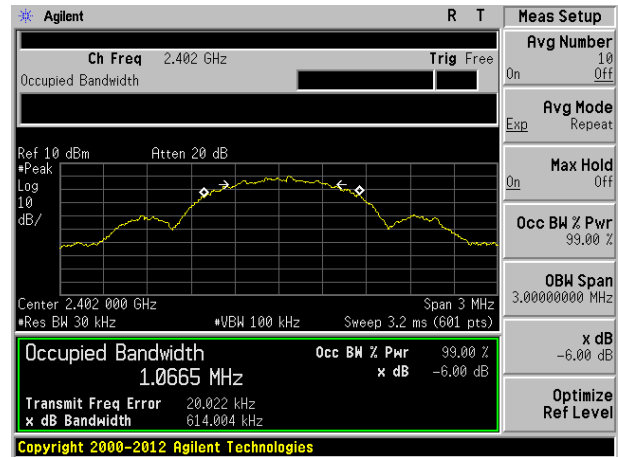 Agilent R T Meas Setup
Ch Freq 2.402 GHz Trig Free
Occupied Bandwidth
Avg Number
10
On Off
Avg Mode
Exp Repeat
Max Hold
On Off
Occ BW % Pwr
99.00 %
OBW Span
3.00000000 MHz
x dB
-6.00 dB
Optimize
Ref Level
Ref 10 dBm Atten 20 dB
#Peak
Log
10
dB/
Center 2.402 000 GHz Span 3 MHz
#Res BW 30 kHz #VBW 100 kHz Sweep 3.2 ms (601 pts)
Occupied Bandwidth Occ BW % Pwr 99.00 %
1.0665 MHz x dB -6.00 dB
Transmit Freq Error 20.022 kHz
x dB Bandwidth 614.004 kHz
Copyright 2000-2012 Agilent Technologies